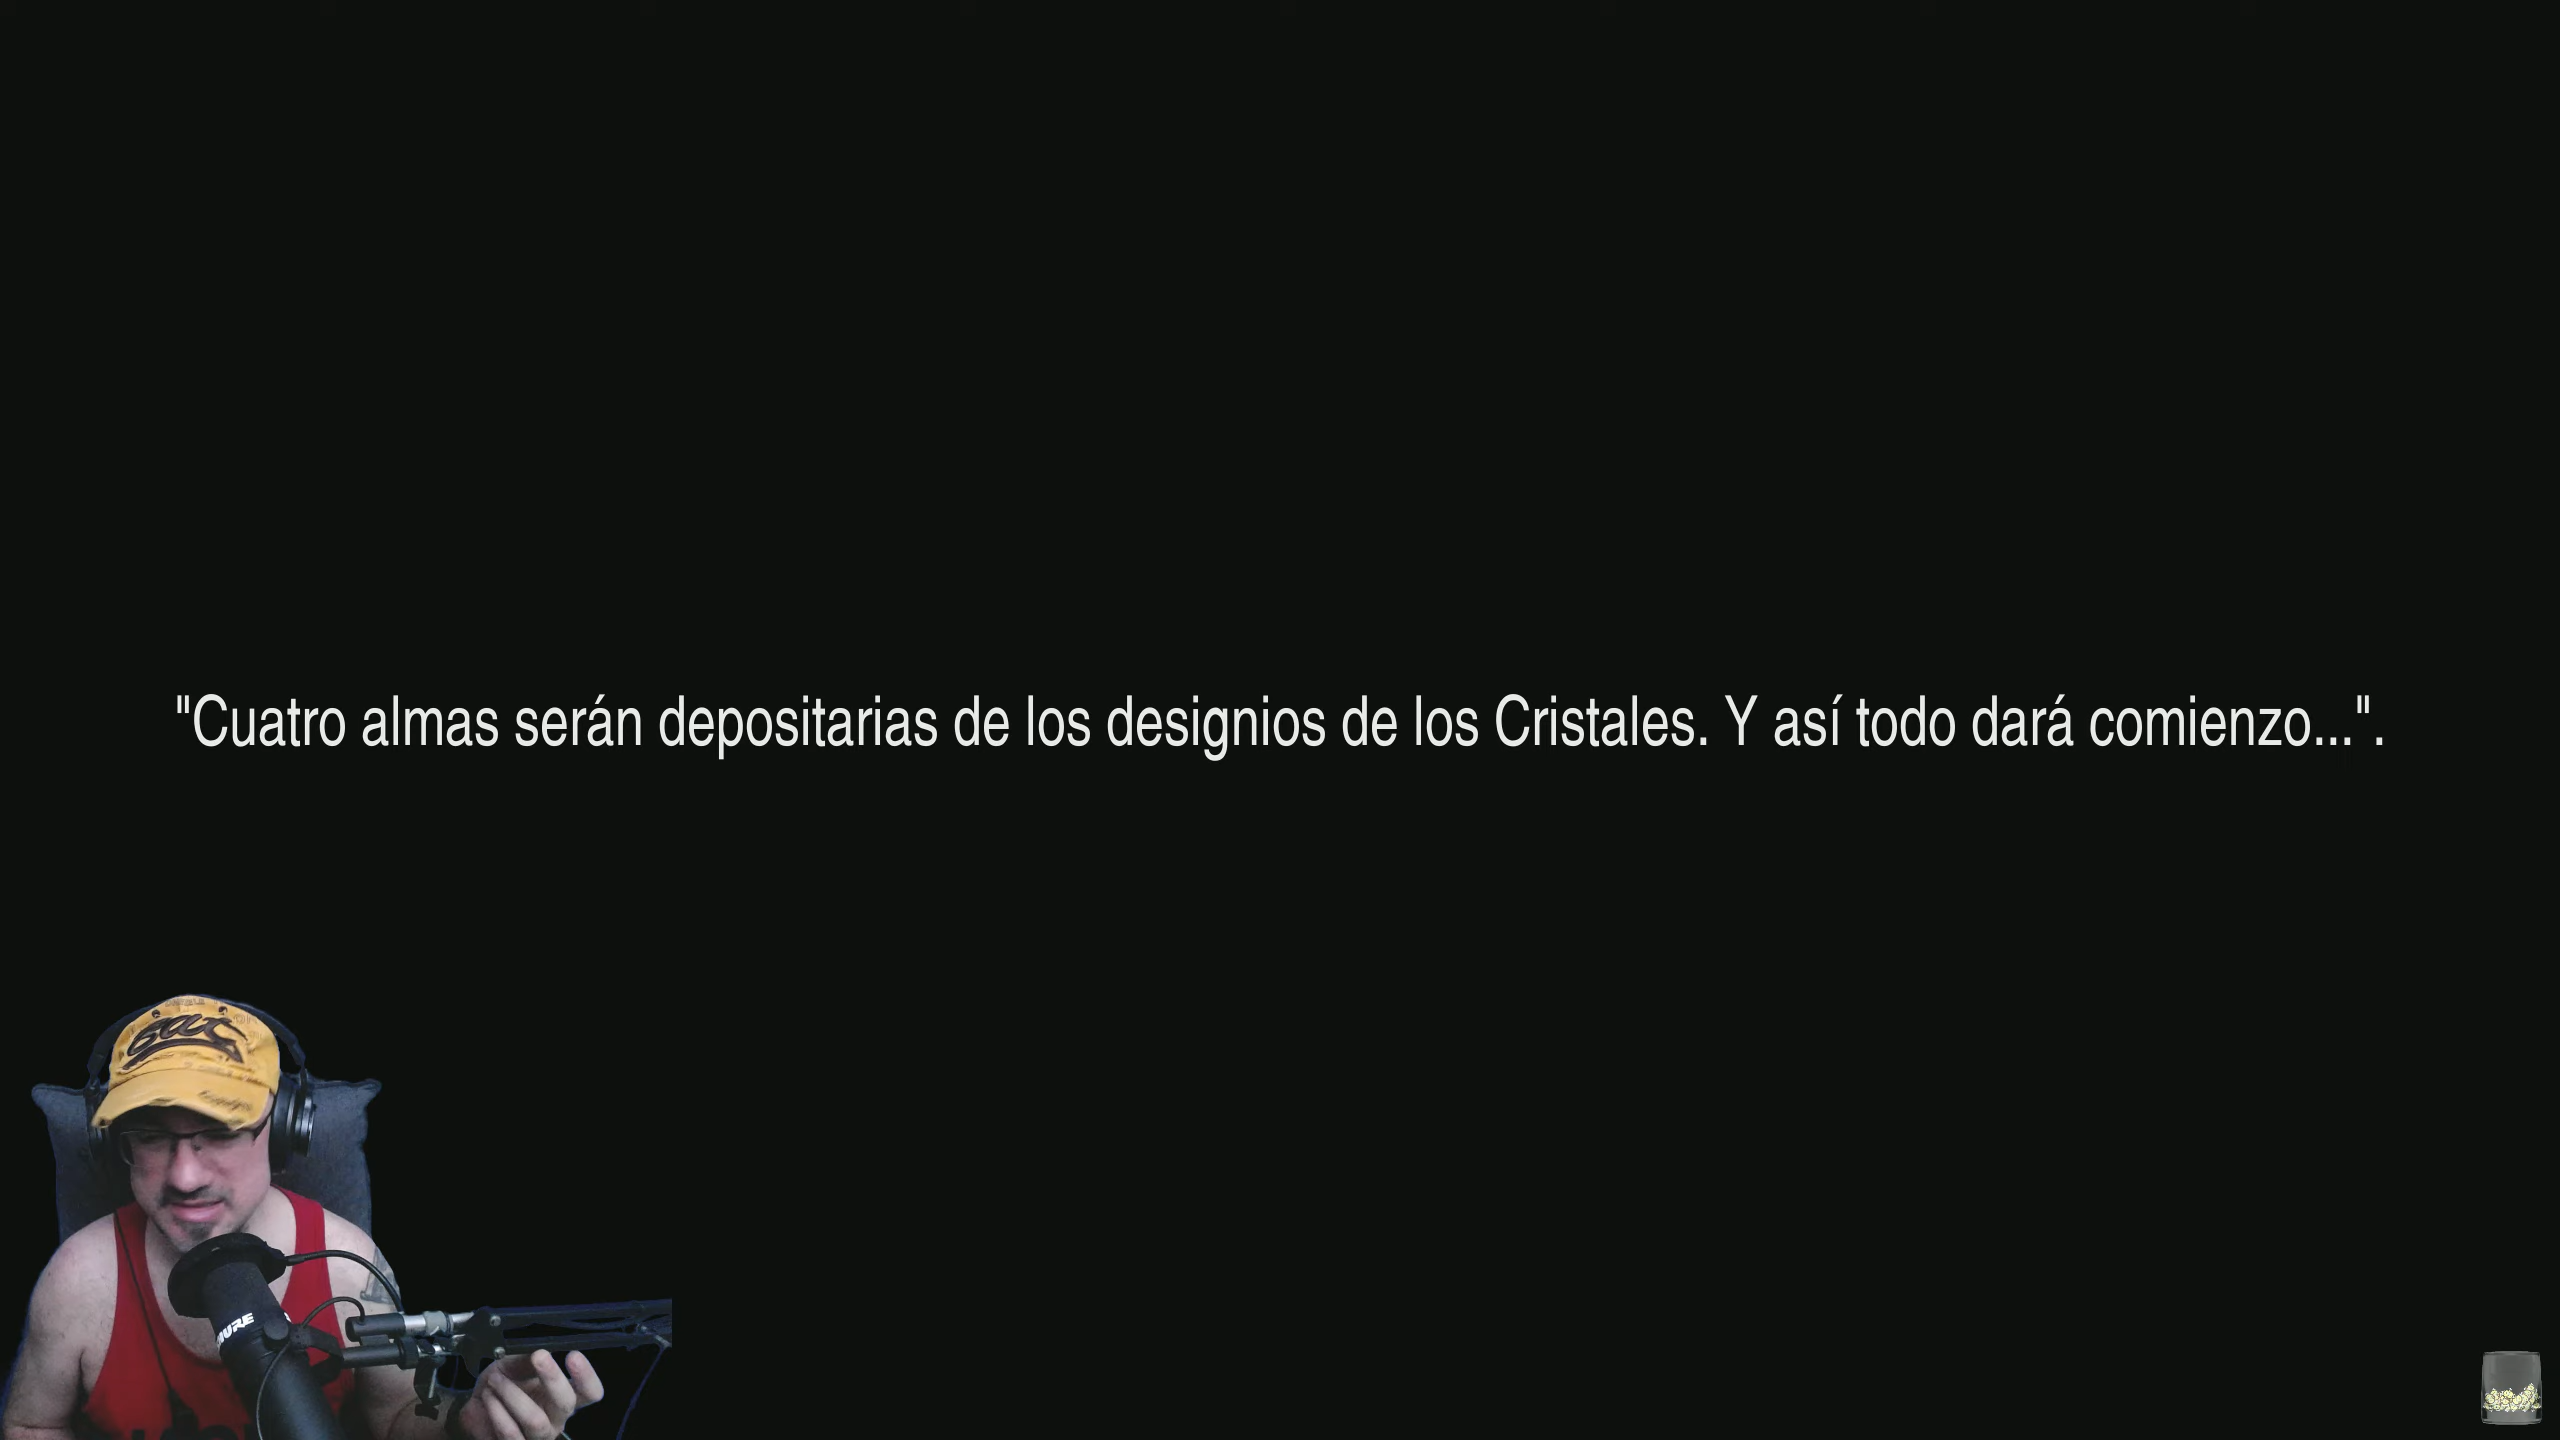 "Cuatro almas serán depositarias de los designios de los Cristales. Y así todo dará comienzo...".